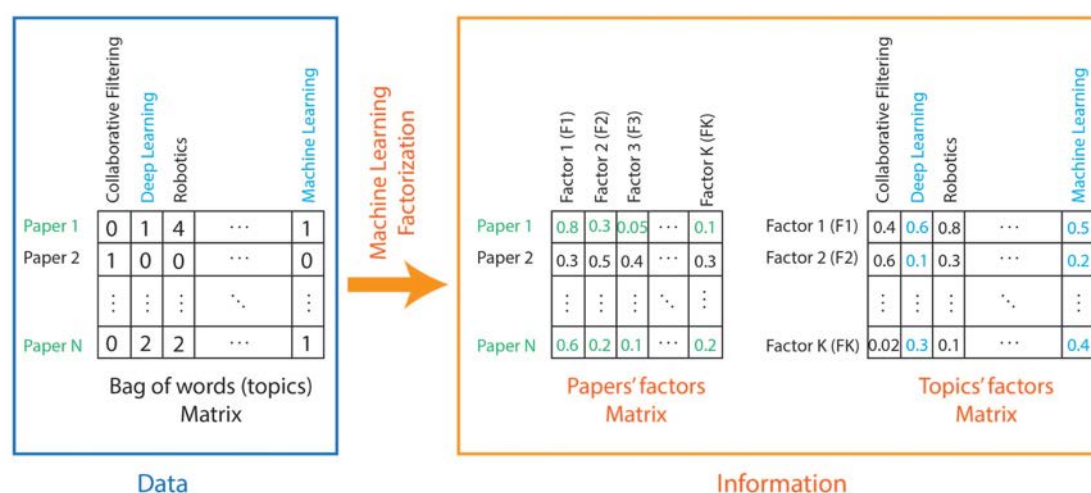 Collaborative Filtering
Deep Learning
Robotics
Machine Learning
Paper 1 0 1 4 ... 1
Paper 2 1 0 0 0
⋮ ⋮ ⋮ ⋱ ⋮
Paper N 0 2 2 ... 1
Bag of words (topics)
Matrix
Data
Machine Learning
Factorization
Factor 1 (F1)
Factor 2 (F2)
Factor 3 (F3)
Factor K (FK)
Paper 1 0.8 0.3 0.05 ... 0.1
Paper 2 0.3 0.5 0.4 ... 0.3
⋮ ⋮ ⋮ ⋱ ⋮
Paper N 0.6 0.2 0.1 ... 0.2
Papers' factors
Matrix
Collaborative Filtering
Deep Learning
Robotics
Machine Learning
Factor 1 (F1) 0.4 0.6 0.8 ... 0.5
Factor 2 (F2) 0.6 0.1 0.3 ... 0.2
⋮ ⋮ ⋮ ⋱ ⋮
Factor K (FK) 0.02 0.3 0.1 ... 0.4
Topics' factors
Matrix
Information